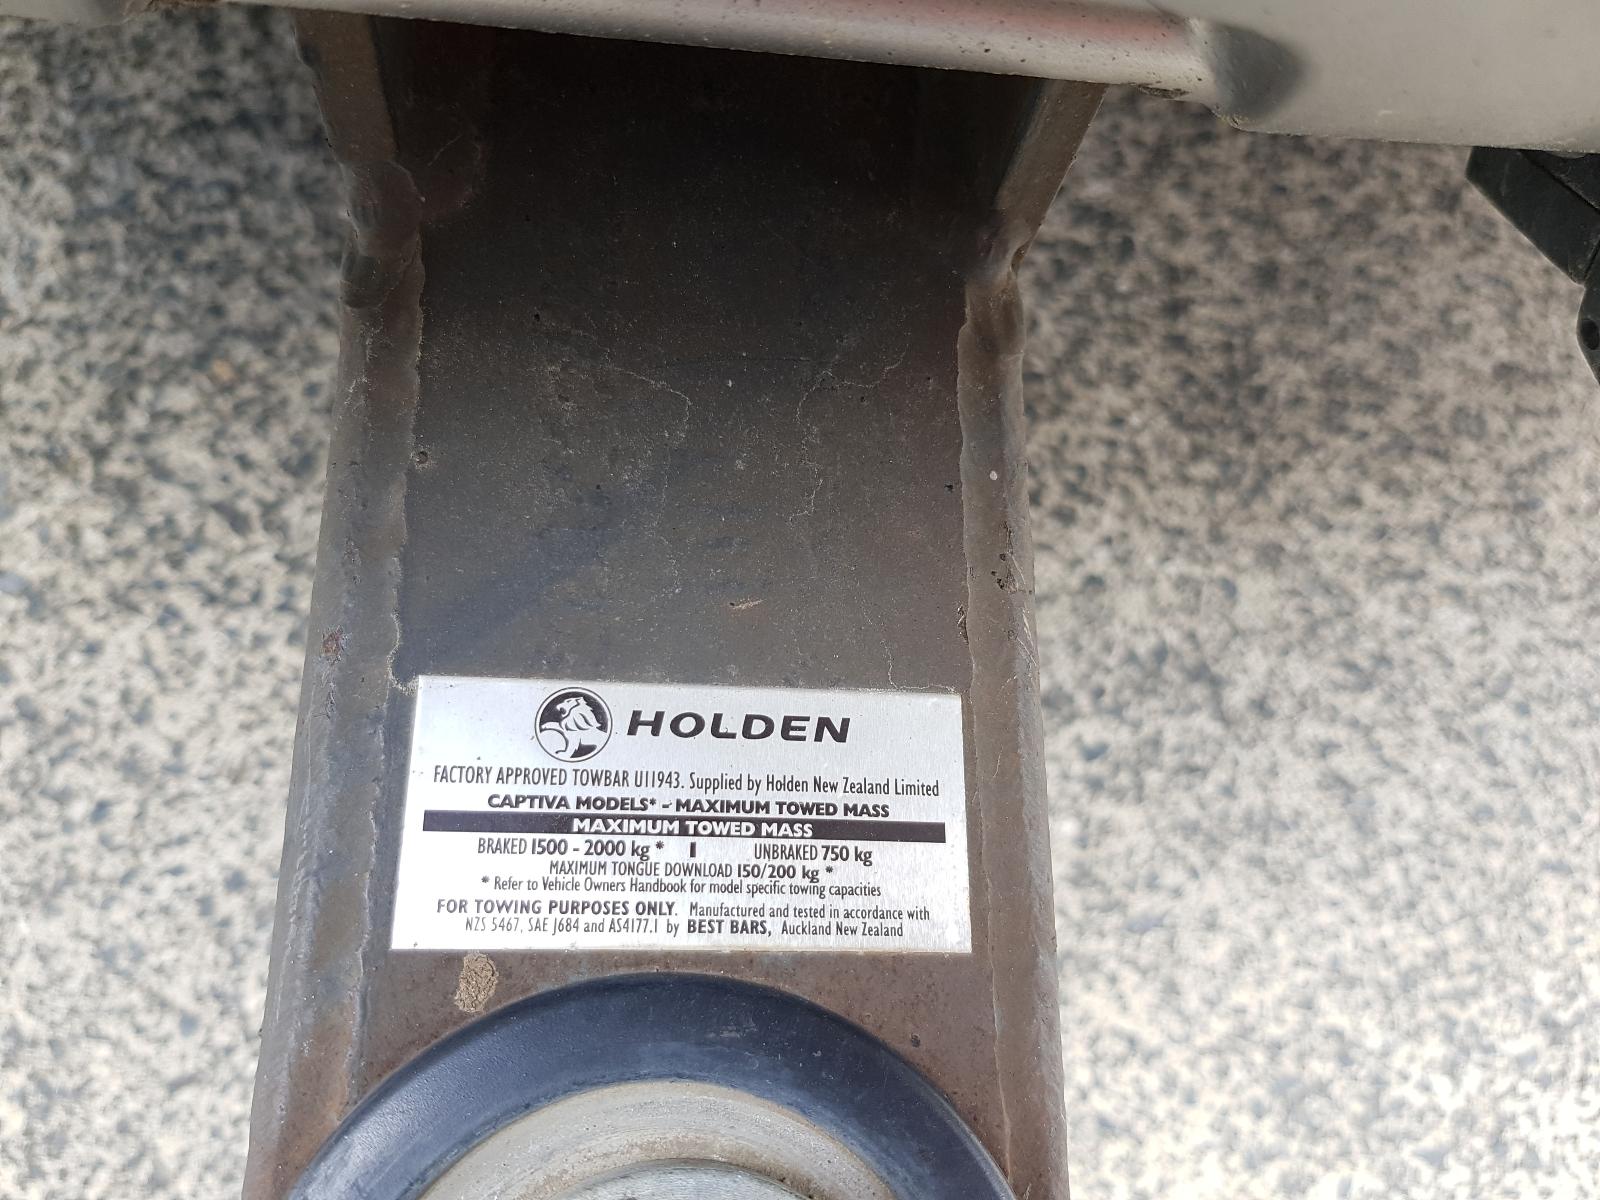 HOLDEN
FACTORY APPROVED TOWBAR U11943. Supplied by Holden New Zealand Limited
CAPTIVA MODELS* - MAXIMUM TOWED MASS
MAXIMUM TOWED MASS
BRAKED 1500 - 2000 kg * | UNBRAKED 750 kg
MAXIMUM TONGUE DOWNLOAD 150/200 kg *
* Refer to Vehicle Owners Handbook for model specific towing capacities
FOR TOWING PURPOSES ONLY. Manufactured and tested in accordance with
NZS 5467, SAE J684 and AS4177.1 by BEST BARS, Auckland New Zealand